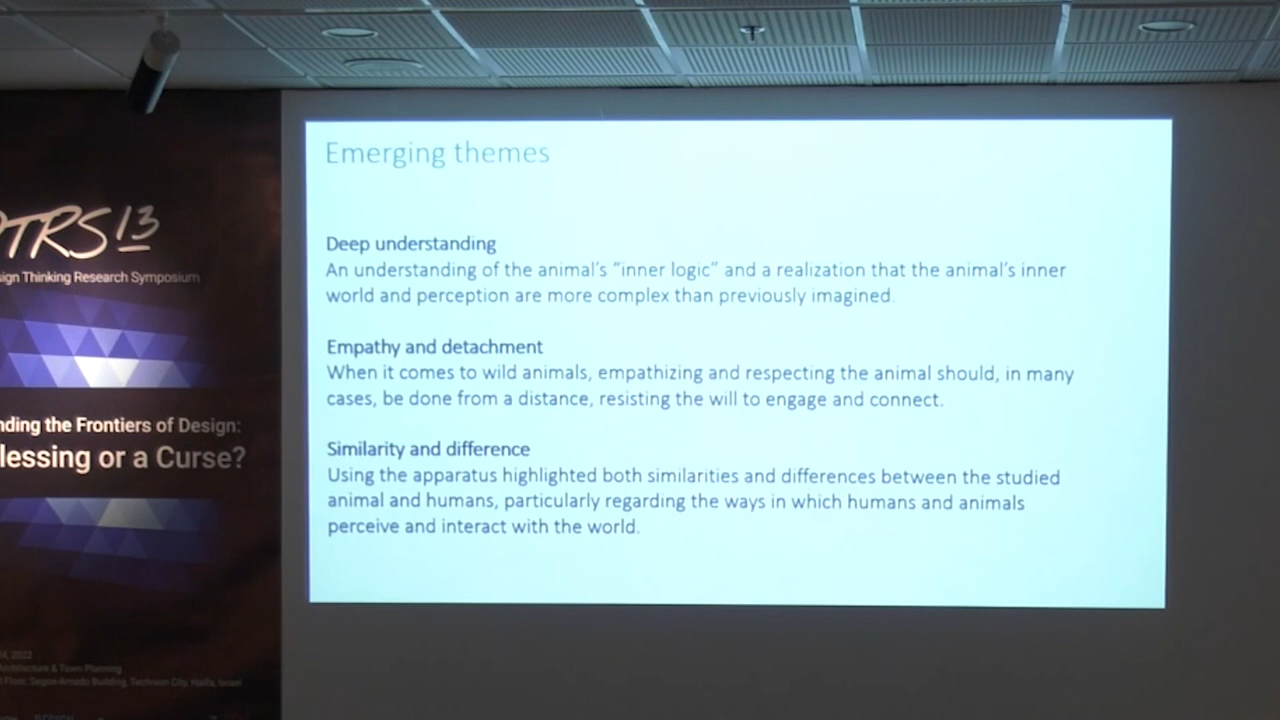 TRS 13
ign Thinking Research Symposium
nding the Frontiers of Design:
lessing or a Curse?
4, 2022
Architecture & Town Planning
Floor, Segoe-Amado Building, Technion City, Haifa, Israel
Emerging themes
Deep understanding
An understanding of the animal's “inner logic” and a realization that the animal's inner
world and perception are more complex than previously imagined.
Empathy and detachment
When it comes to wild animals, empathizing and respecting the animal should, in many
cases, be done from a distance, resisting the will to engage and connect.
Similarity and difference
Using the apparatus highlighted both similarities and differences between the studied
animal and humans, particularly regarding the ways in which humans and animals
perceive and interact with the world.